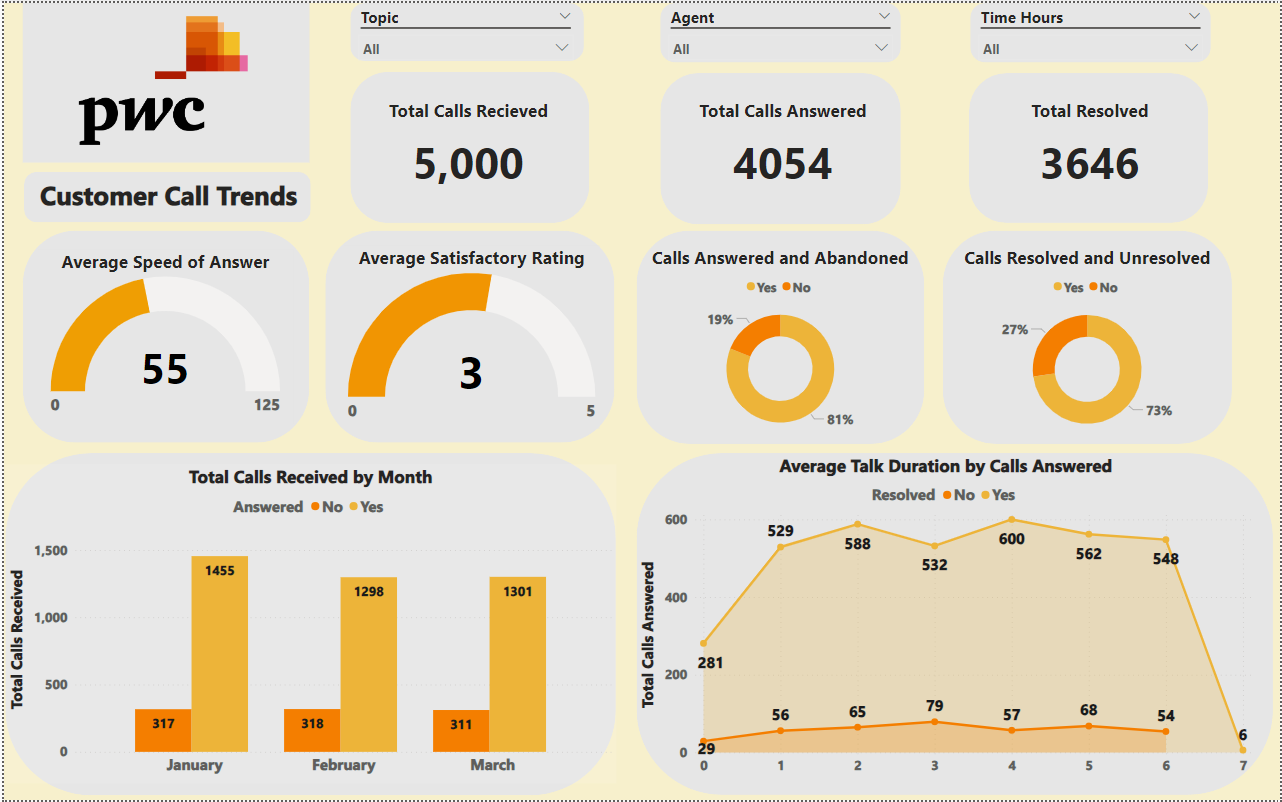 pwc
Customer Call Trends
Topic
All
Agent
All
Time Hours
All
Total Calls Recieved
5,000
Total Calls Answered
4054
Total Resolved
3646
Average Speed of Answer
55
0
125
Average Satisfactory Rating
3
0
5
Calls Answered and Abandoned
Yes No
19%
81%
Calls Resolved and Unresolved
Yes No
27%
73%
Total Calls Received by Month
Answered No Yes
Total Calls Received
1,500
1,000
500
0
317
1455
318
1298
311
1301
January
February
March
Average Talk Duration by Calls Answered
Resolved No Yes
Total Calls Answered
600
400
200
0
281
529
588
532
600
562
548
6
29
56
65
79
57
68
54
0
1
2
3
4
5
6
7